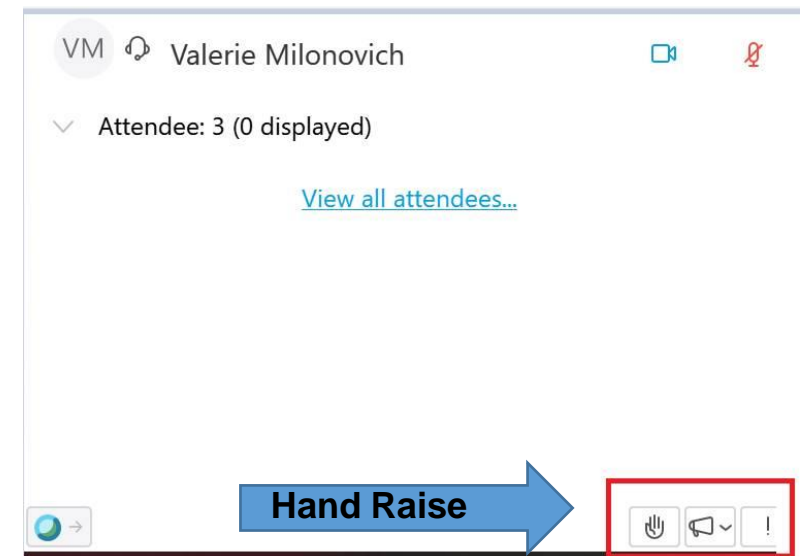 VM Valerie Milonovich
Attendee: 3 (0 displayed)
View all attendees...
Hand Raise
!